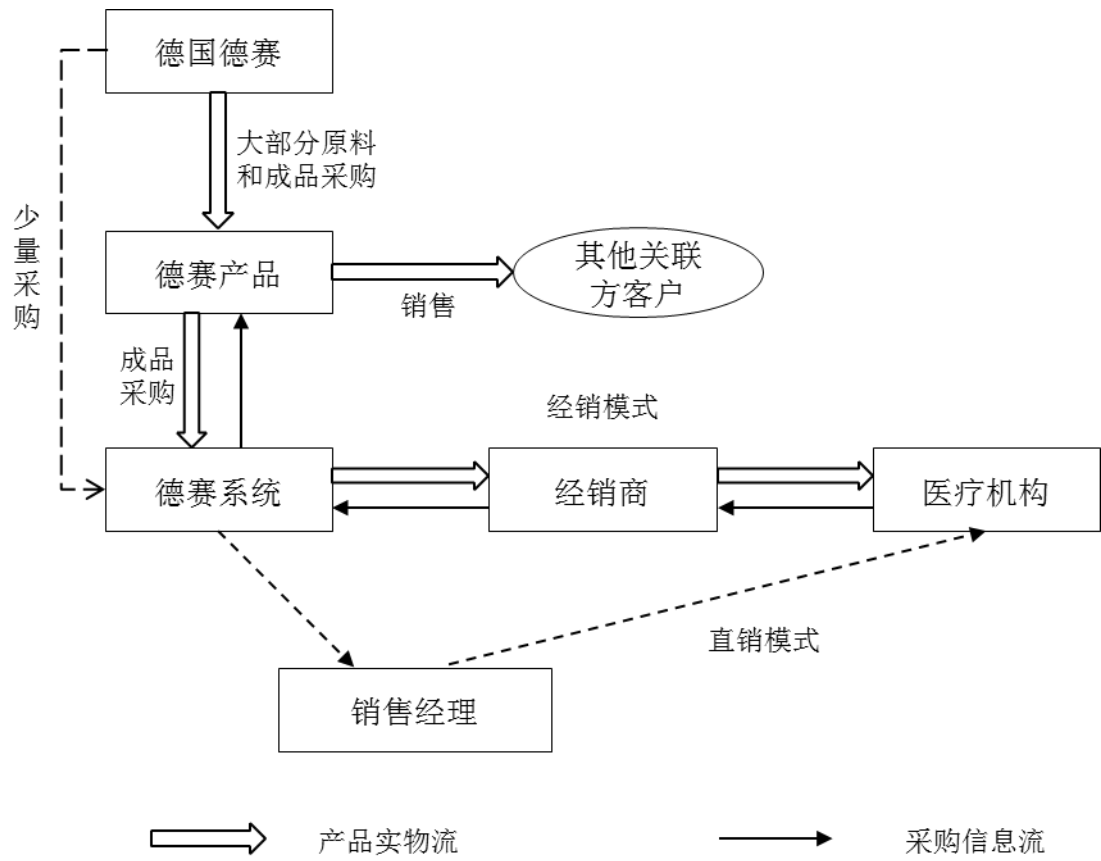 德国德赛
大部分原料
和成品采购
少量采购
德赛产品
其他关联
方客户
销售
成品
采购
经销模式
德赛系统
经销商
医疗机构
直销模式
销售经理
产品实物流
采购信息流